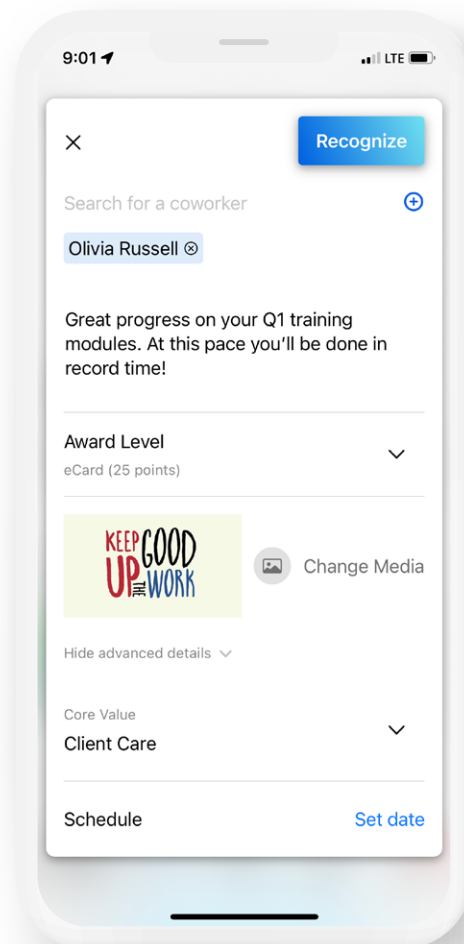 9:01 LTE
Recognize
Search for a coworker
Olivia Russell
Great progress on your Q1 training
modules. At this pace you'll be done in
record time!
Award Level
eCard (25 points)
KEEP UP THE GOOD WORK
Change Media
Hide advanced details
Core Value
Client Care
Schedule Set date